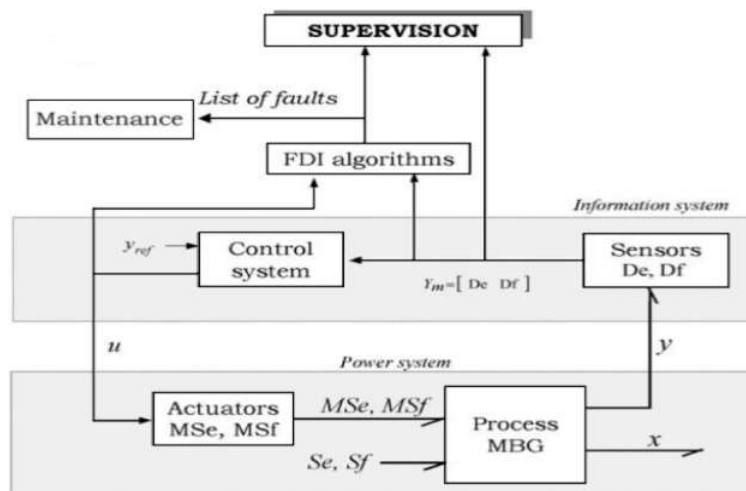 SUPERVISION
List of faults
Maintenance
FDI algorithms
Information system
y_ref
Control
system
Sensors
De, Df
Y_m=[ De Df ]
u
y
Power system
Actuators
MSe, MSf
MSe, MSf
Process
MBG
Se, Sf
x